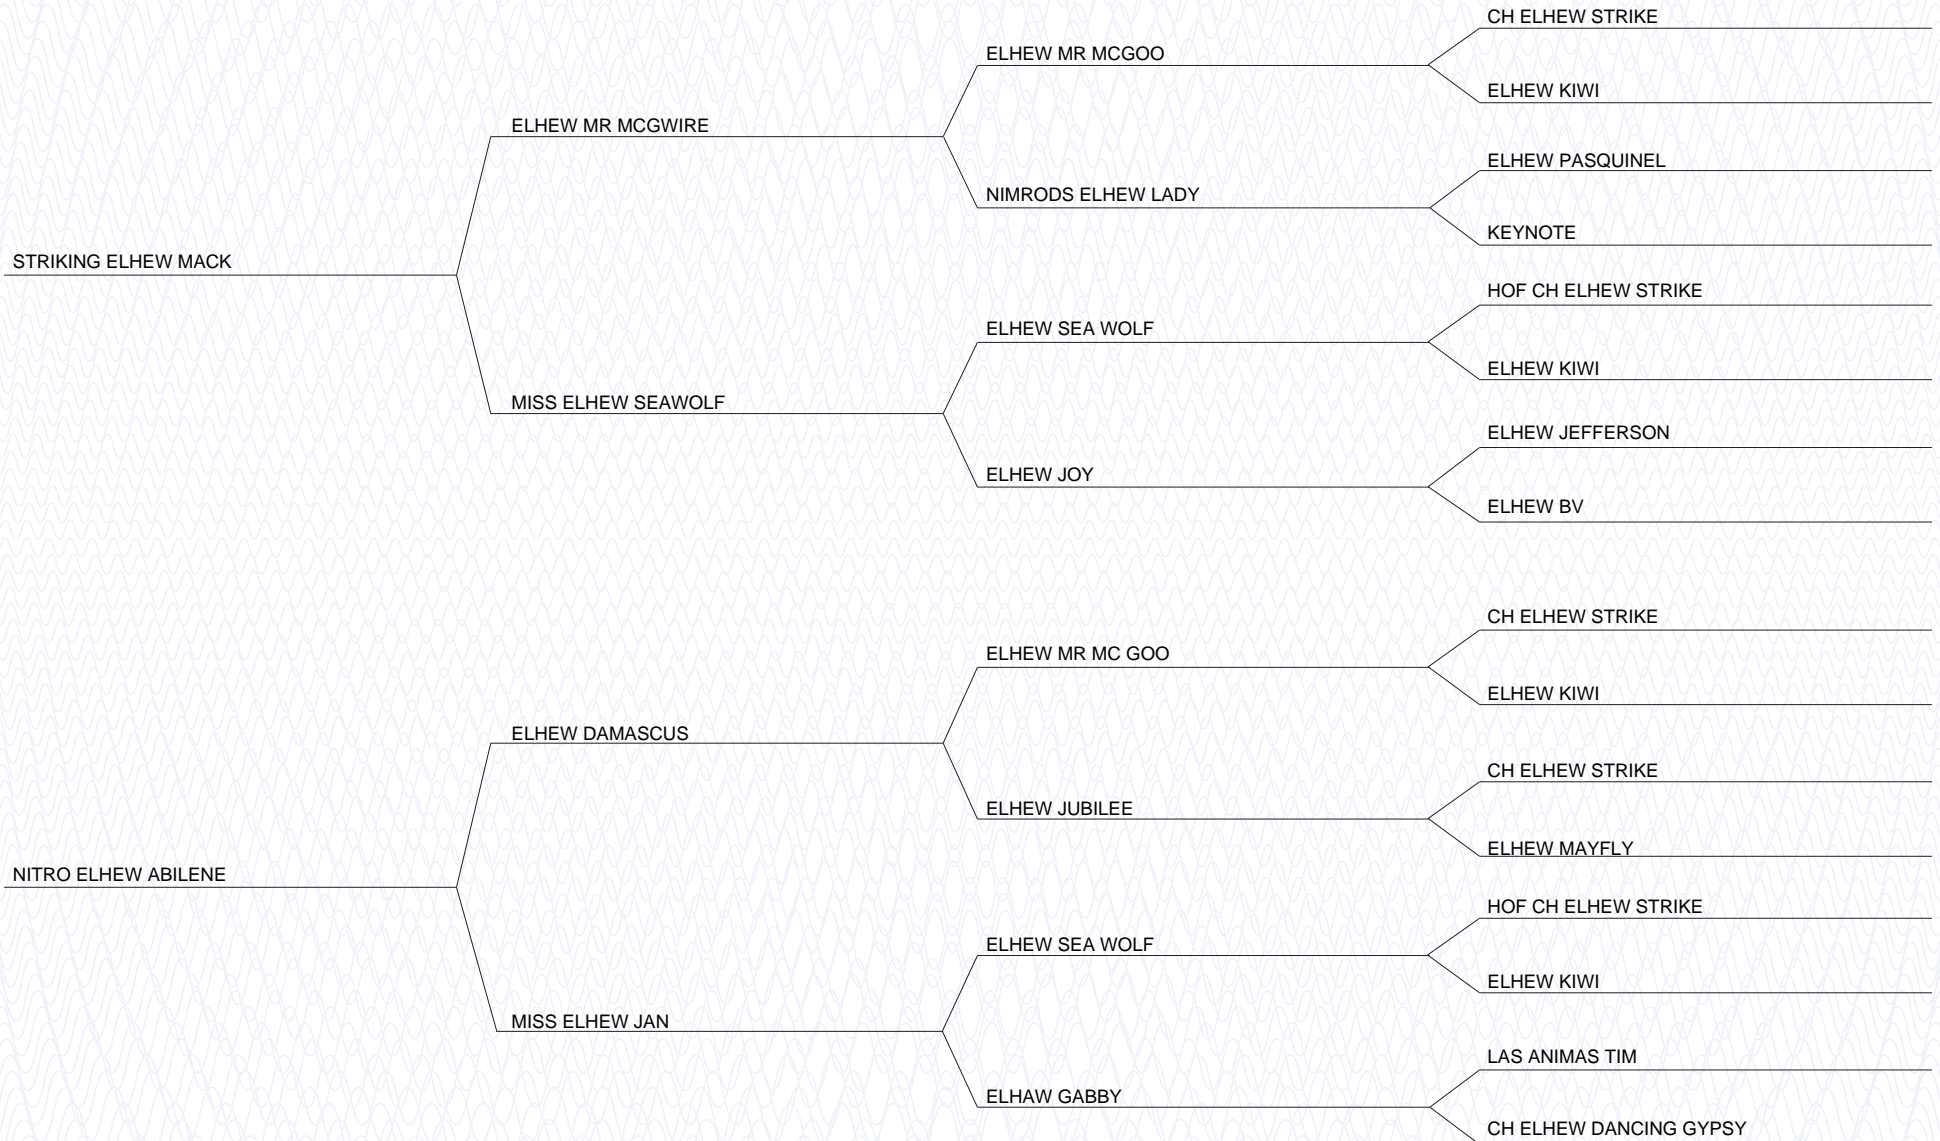 CH ELHEW STRIKE
ELHEW MR MCGOO
ELHEW KIWI
ELHEW MR MCGWIRE
ELHEW PASQUINEL
NIMRODS ELHEW LADY
KEYNOTE
STRIKING ELHEW MACK
HOF CH ELHEW STRIKE
ELHEW SEA WOLF
ELHEW KIWI
MISS ELHEW SEAWOLF
ELHEW JEFFERSON
ELHEW JOY
ELHEW BV
CH ELHEW STRIKE
ELHEW MR MC GOO
ELHEW KIWI
ELHEW DAMASCUS
CH ELHEW STRIKE
ELHEW JUBILEE
ELHEW MAYFLY
NITRO ELHEW ABILENE
HOF CH ELHEW STRIKE
ELHEW SEA WOLF
ELHEW KIWI
MISS ELHEW JAN
LAS ANIMAS TIM
ELHAW GABBY
CH ELHEW DANCING GYPSY